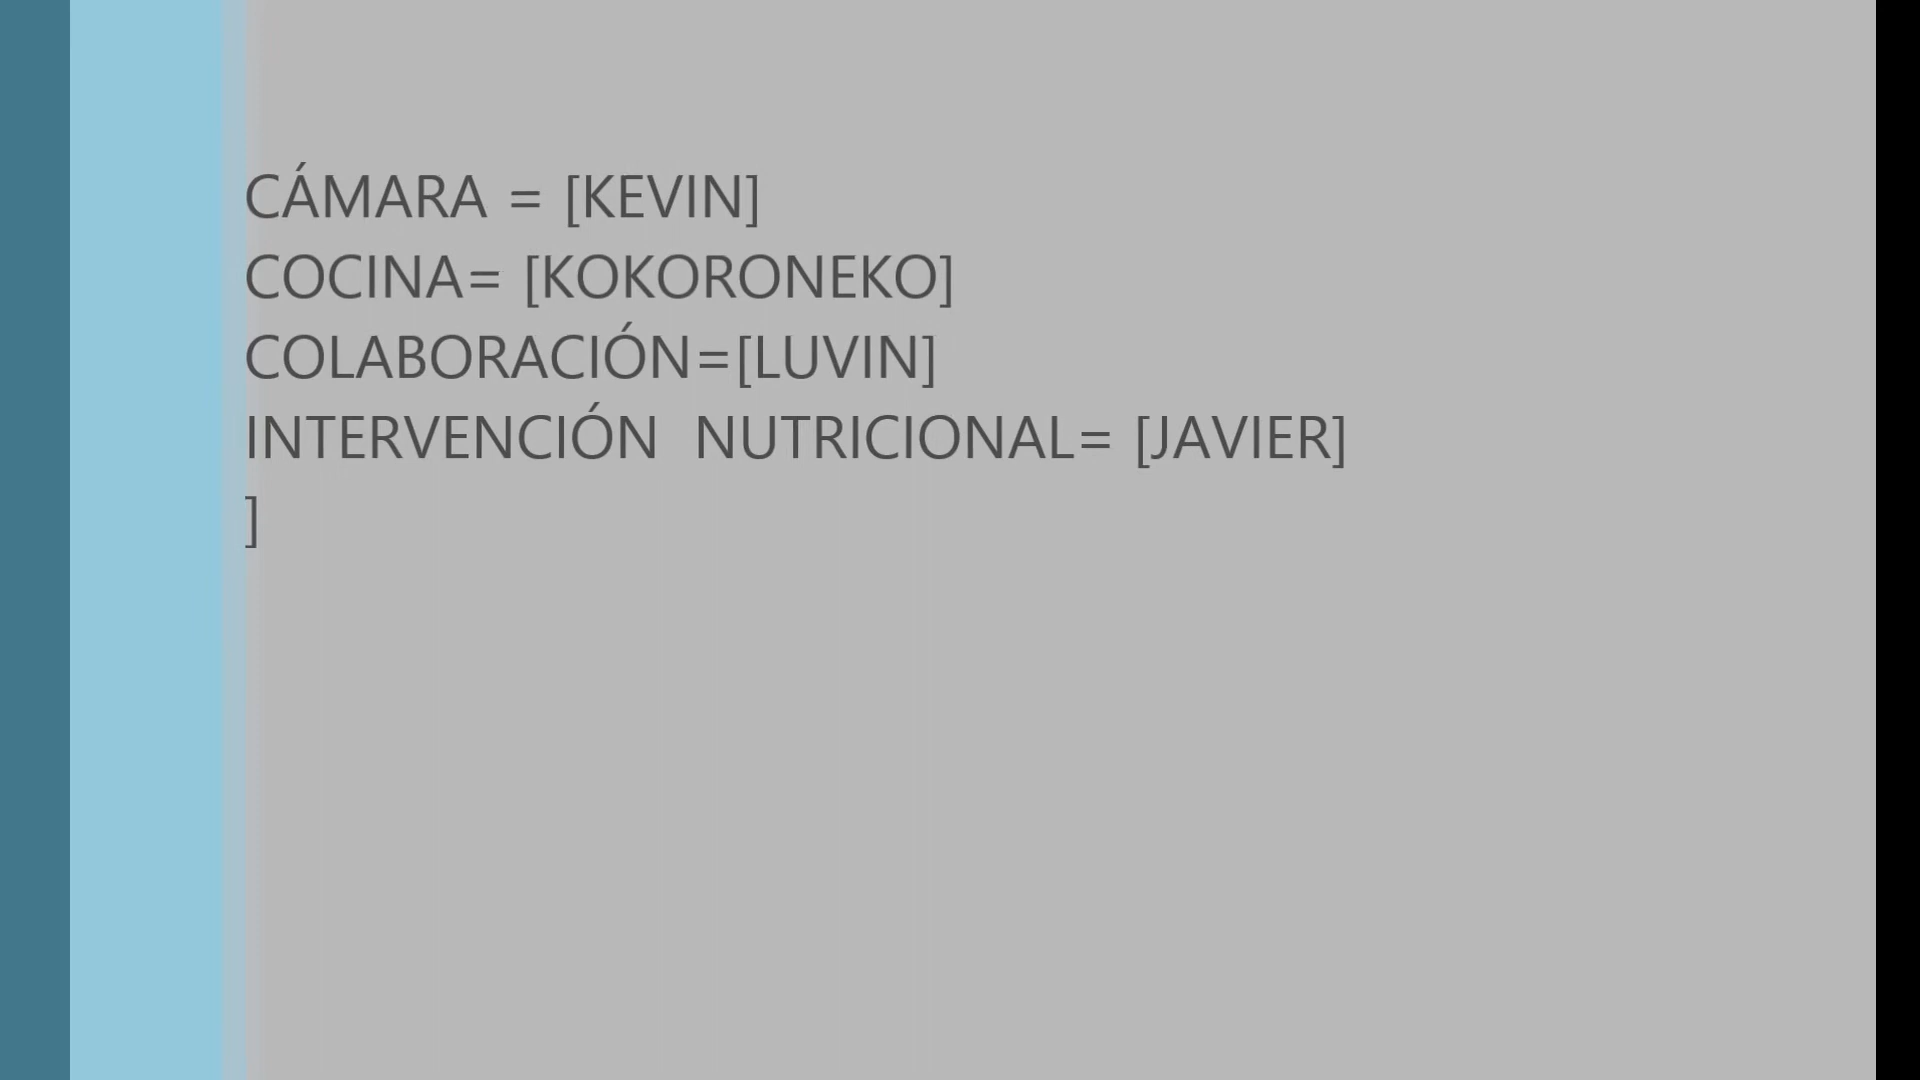 CÁMARA = [KEVIN]
COCINA= [KOKORONEKO]
COLABORACIÓN=[LUVIN]
INTERVENCIÓN  NUTRICIONAL= [JAVIER]
]